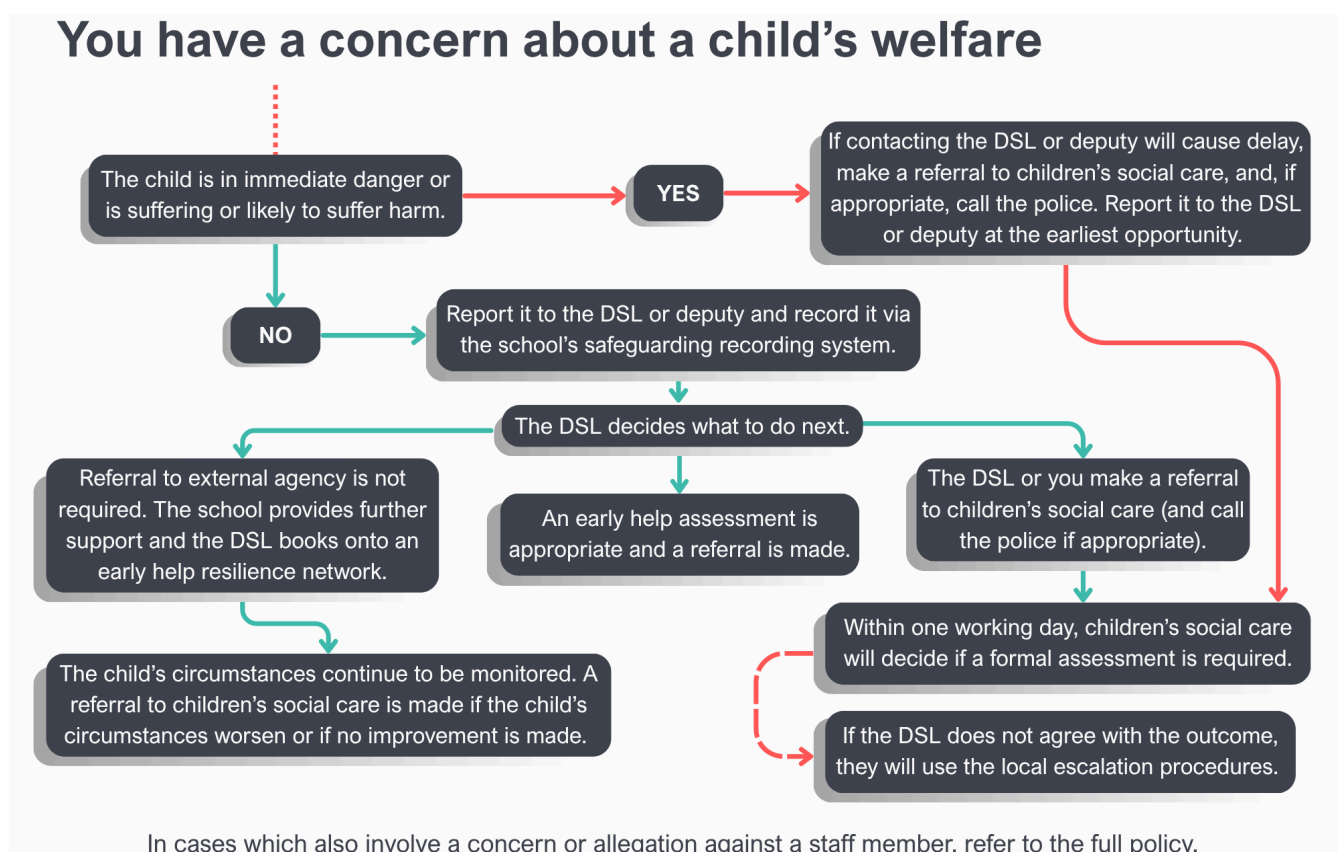 You have a concern about a child’s welfare
The child is in immediate danger or
is suffering or likely to suffer harm.
YES
If contacting the DSL or deputy will cause delay,
make a referral to children’s social care, and, if
appropriate, call the police. Report it to the DSL
or deputy at the earliest opportunity.
NO
Report it to the DSL or deputy and record it via
the school’s safeguarding recording system.
The DSL decides what to do next.
Referral to external agency is not
required. The school provides further
support and the DSL books onto an
early help resilience network.
An early help assessment is
appropriate and a referral is made.
The DSL or you make a referral
to children’s social care (and call
the police if appropriate).
The child’s circumstances continue to be monitored. A
referral to children’s social care is made if the child’s
circumstances worsen or if no improvement is made.
Within one working day, children’s social care
will decide if a formal assessment is required.
If the DSL does not agree with the outcome,
they will use the local escalation procedures.
In cases which also involve a concern or allegation against a staff member, refer to the full policy.